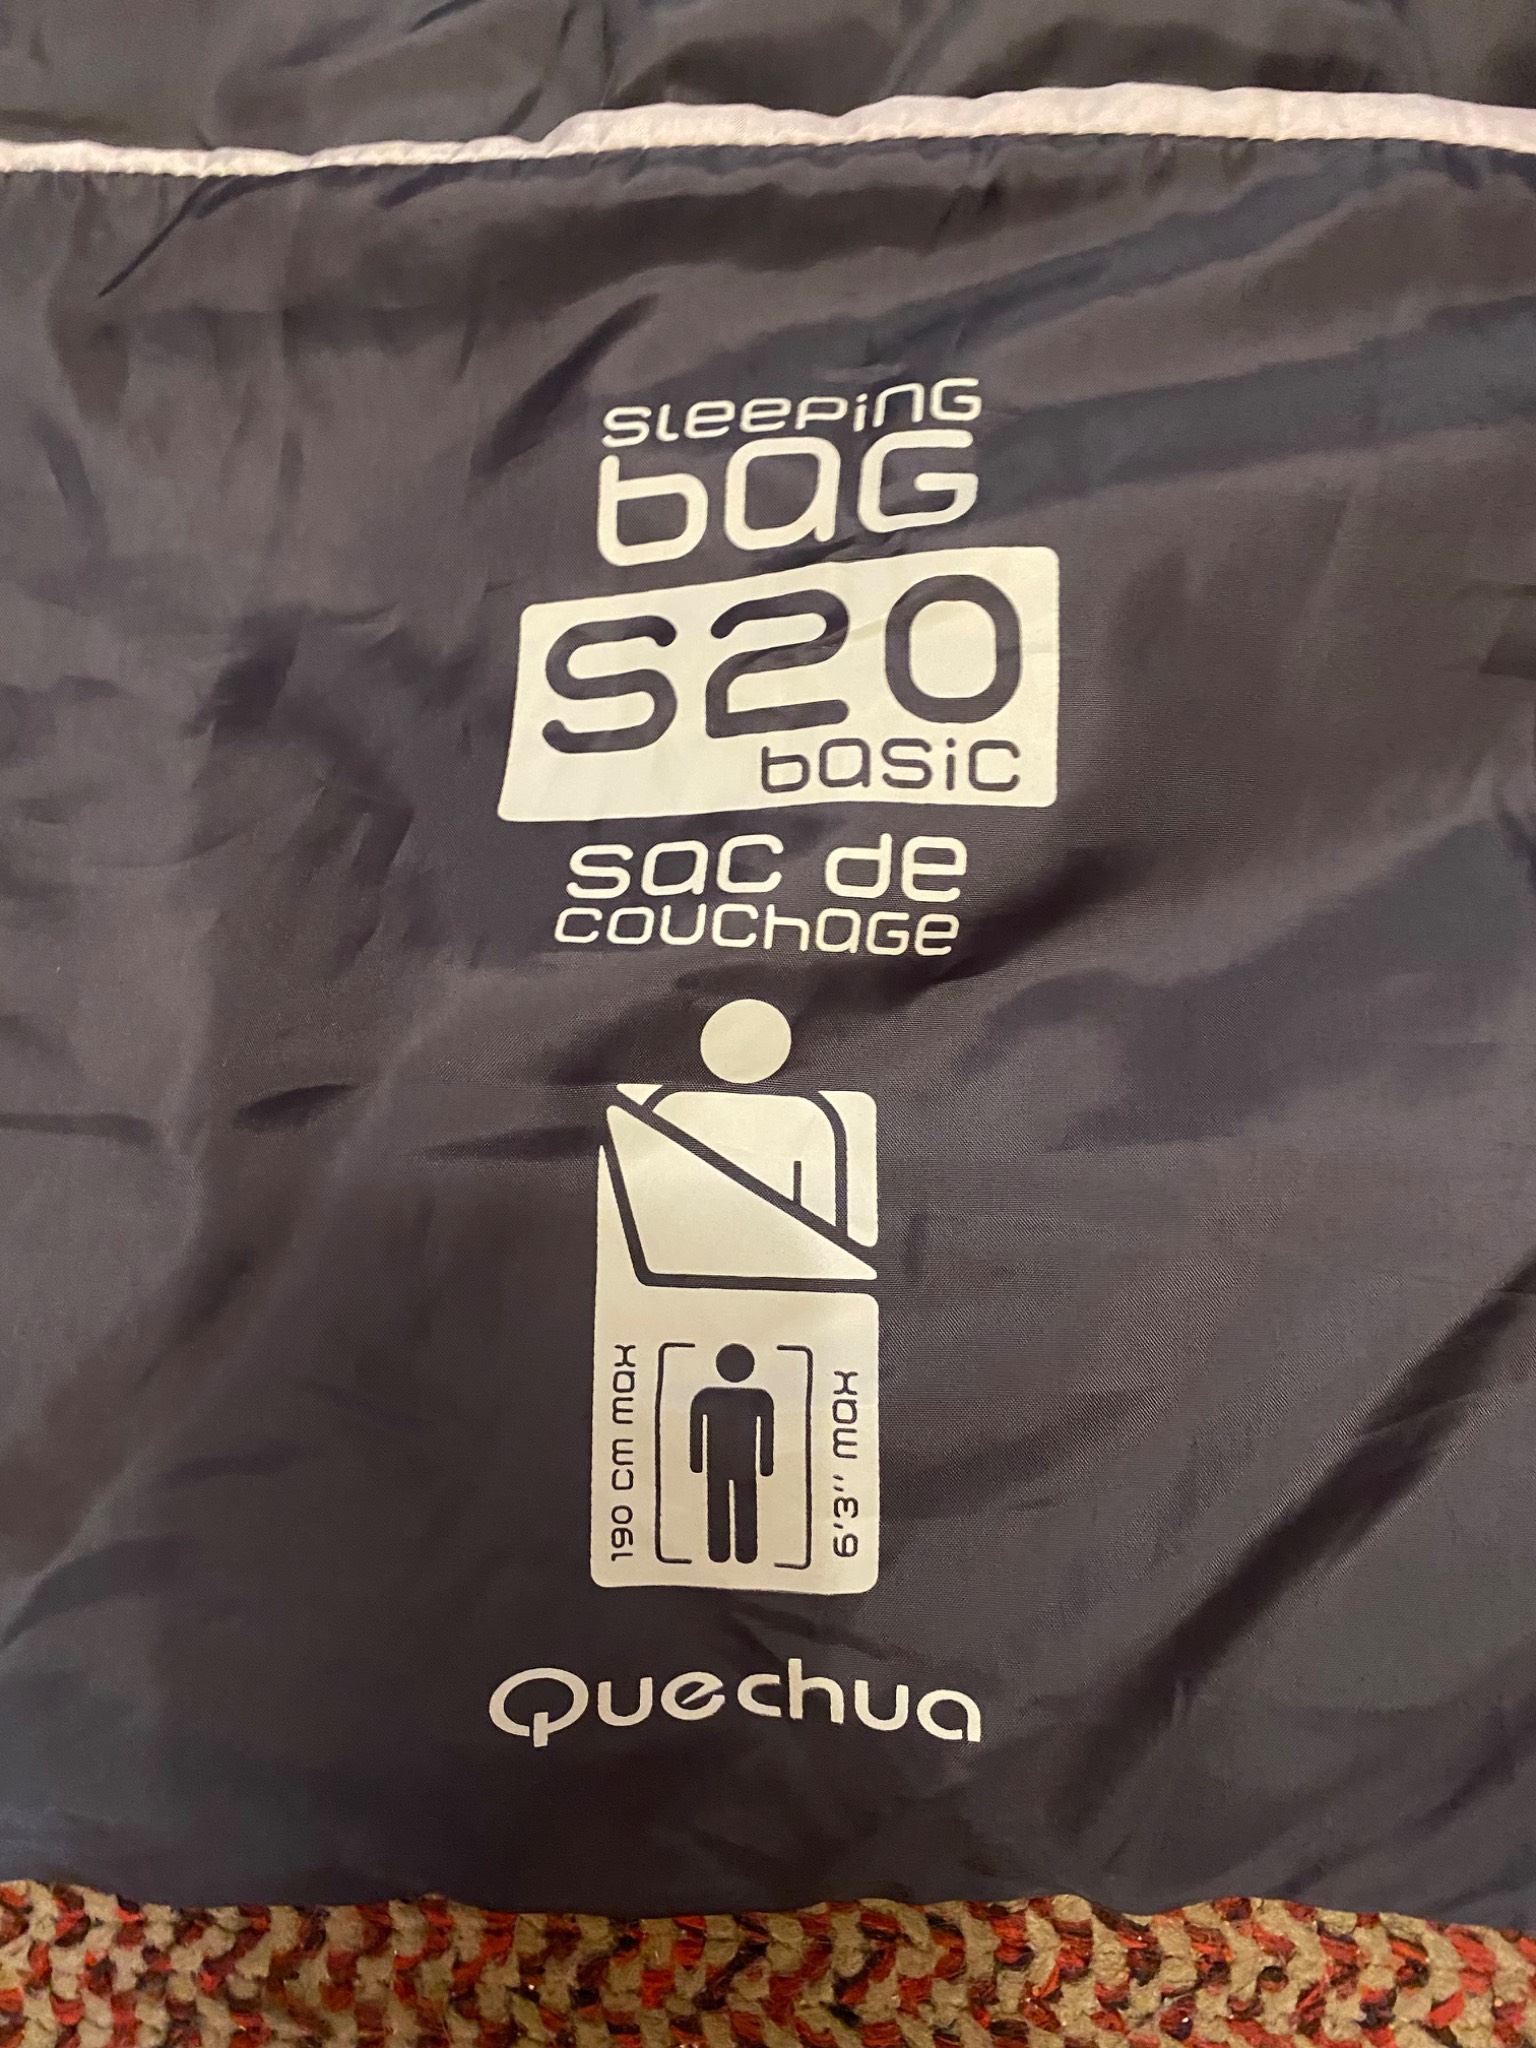 sleeping
bag
S20
basic
sac de
couchage
190 cm max
6'3'' max
Quechua